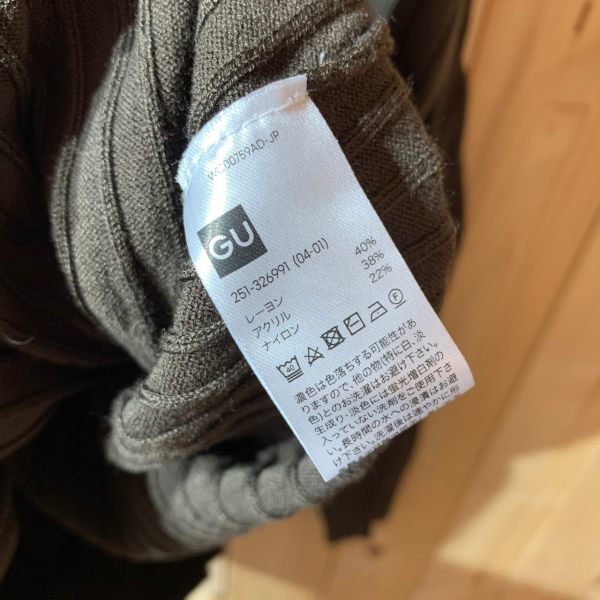 WC00759AD-JP
GU
251-326991 (04-01)
レーヨン 40%
アクリル 38%
ナイロン 22%
40
F
濃色は色落ちする可能性があ
りますので、他の物(特に白、淡
色)とのお洗濯はお避け下さい。
生成り・淡色には蛍光増白剤の
入っていない洗剤をご使用下さ
い。長時間の水への浸漬はお避
け下さい。洗濯後は速やかに形